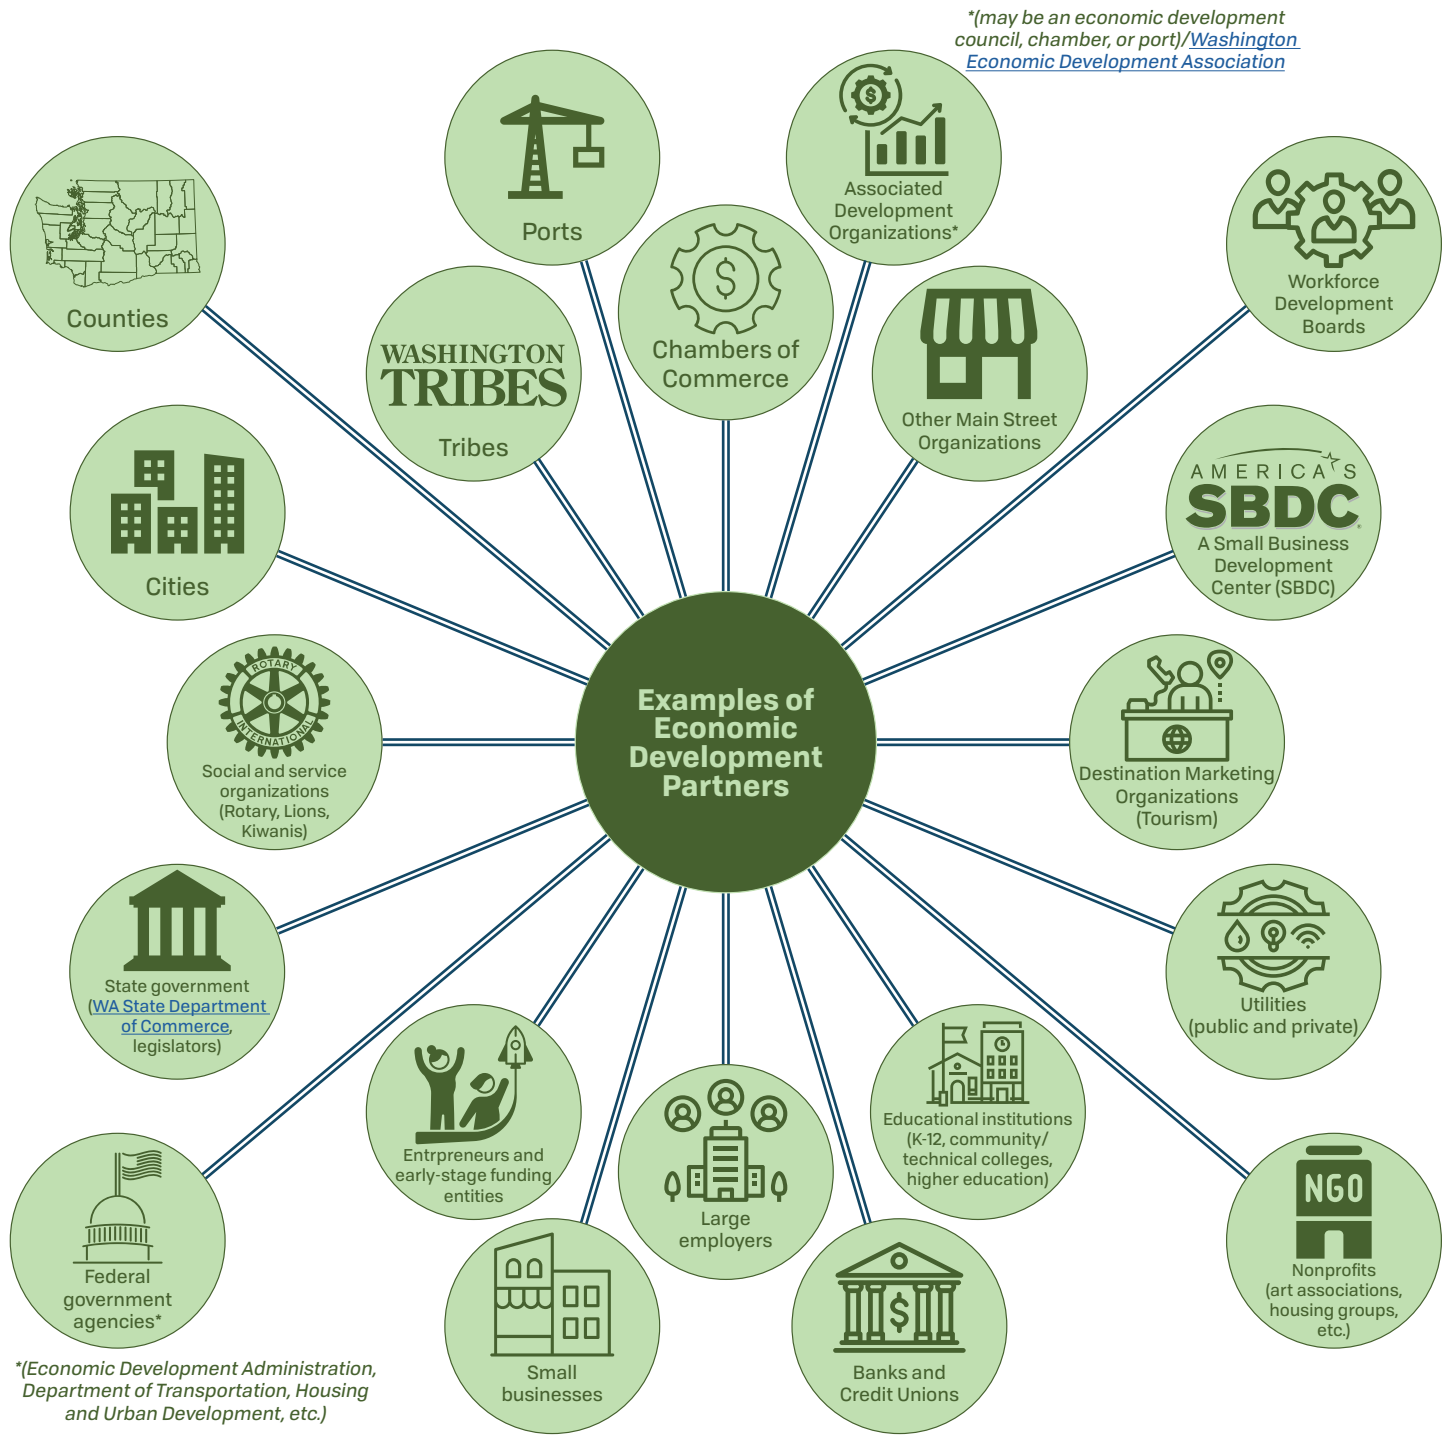 *(may be an economic development
council, chamber, or port)/Washington
Economic Development Association
Ports
Associated
Development
Organizations*
Counties
WASHINGTON
TRIBES
Tribes
Chambers of
Commerce
Other Main Street
Organizations
Workforce
Development
Boards
Cities
AMERICA'S
SBDC
A Small Business
Development
Center (SBDC)
Examples of
Economic
Development
Partners
ROTARY
INTERNATIONAL
Social and service
organizations
(Rotary, Lions,
Kiwanis)
Destination Marketing
Organizations
(Tourism)
State government
(WA State Department
of Commerce,
legislators)
Utilities
(public and private)
Entrpreneurs and
early-stage funding
entities
Large
employers
Educational institutions
(K-12, community/
technical colleges,
higher education)
Federal
government
agencies*
*(Economic Development Administration,
Department of Transportation, Housing
and Urban Development, etc.)
Small
businesses
Banks and
Credit Unions
NGO
Nonprofits
(art associations,
housing groups,
etc.)